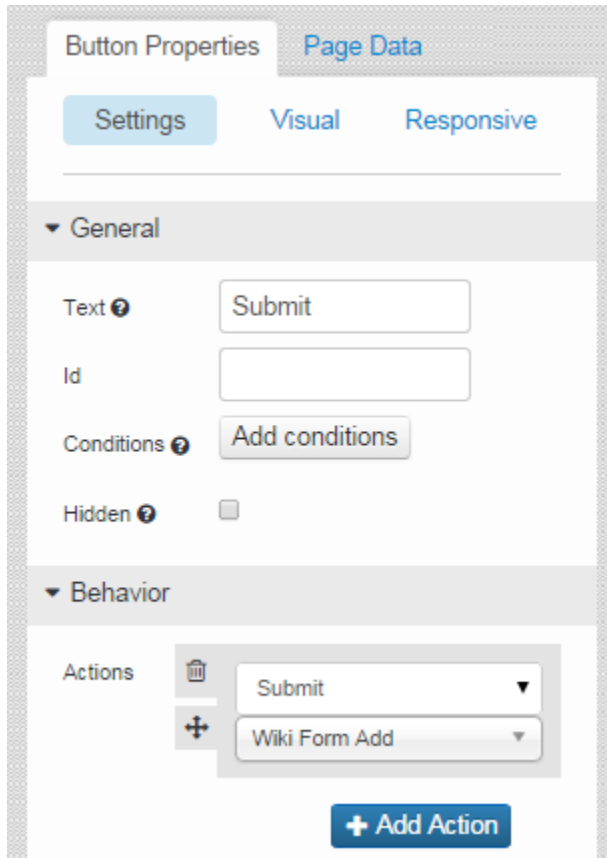 Button Properties Page Data
Settings Visual Responsive
General
Text Submit
Id
Conditions Add conditions
Hidden
Behavior
Actions Submit
Wiki Form Add
Add Action